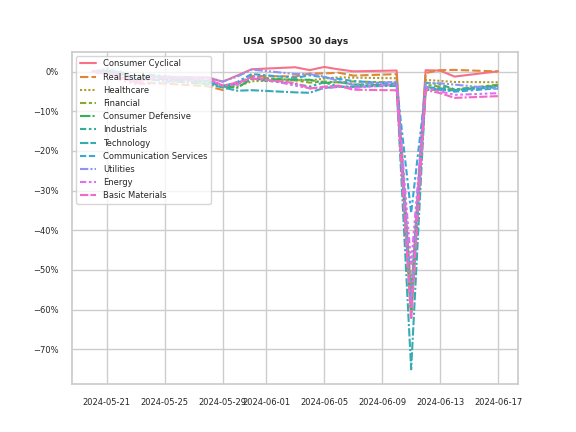 USA  SP500  30 days
Consumer Cyclical
Real Estate
Healthcare
Financial
Consumer Defensive
Industrials
Technology
Communication Services
Utilities
Energy
Basic Materials
0%
−10%
−20%
−30%
−40%
−50%
−60%
−70%
2024-05-21 2024-05-25 2024-05-29 2024-06-01 2024-06-05 2024-06-09 2024-06-13 2024-06-17